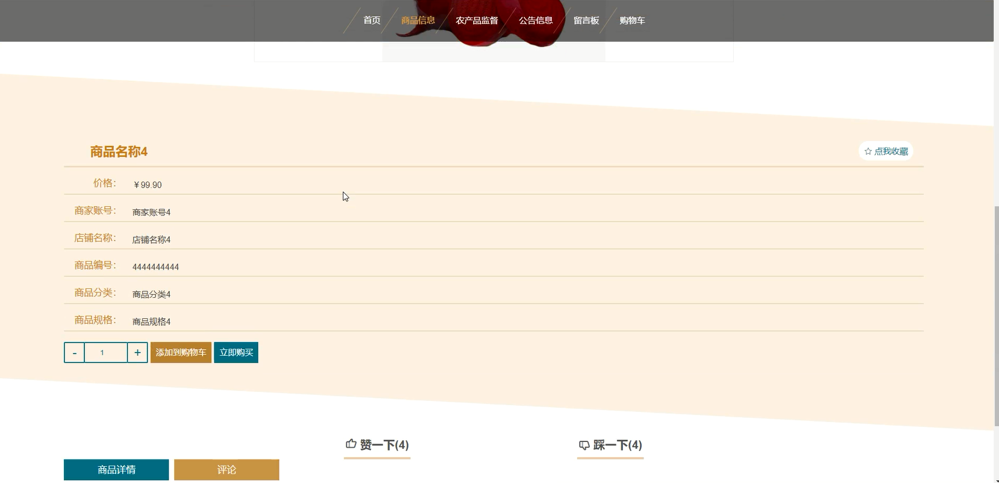 首页 商品信息 农产品监督 公告信息 留言板 购物车
商品名称4 ☆ 点我收藏
价格： ￥99.90
商家账号： 商家账号4
店铺名称： 店铺名称4
商品编号： 4444444444
商品分类： 商品分类4
商品规格： 商品规格4
- 1 + 添加到购物车 立即购买
赞一下(4) 踩一下(4)
商品详情 评论